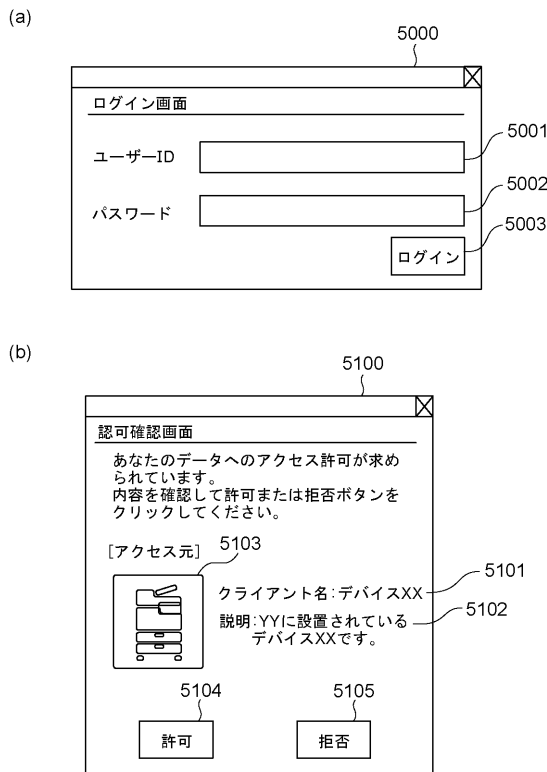 (a)
5000
ログイン画面
ユーザーID
5001
パスワード
5002
5003
ログイン
(b)
5100
認可確認画面
あなたのデータへのアクセス許可が求め
られています。
内容を確認して許可または拒否ボタンを
クリックしてください。
[アクセス元]
5103
クライアント名:デバイスXX
5101
説明:YYに設置されている
デバイスXXです。
5102
5104
5105
許可
拒否